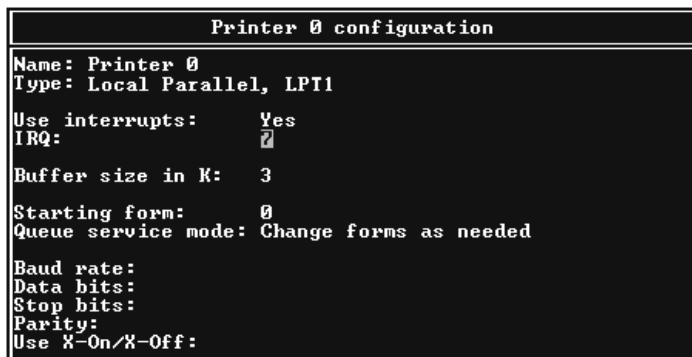 Printer 0 configuration
Name: Printer 0
Type: Local Parallel, LPT1
Use interrupts: Yes
IRQ: 7
Buffer size in K: 3
Starting form: 0
Queue service mode: Change forms as needed
Baud rate:
Data bits:
Stop bits:
Parity:
Use X-On/X-Off: